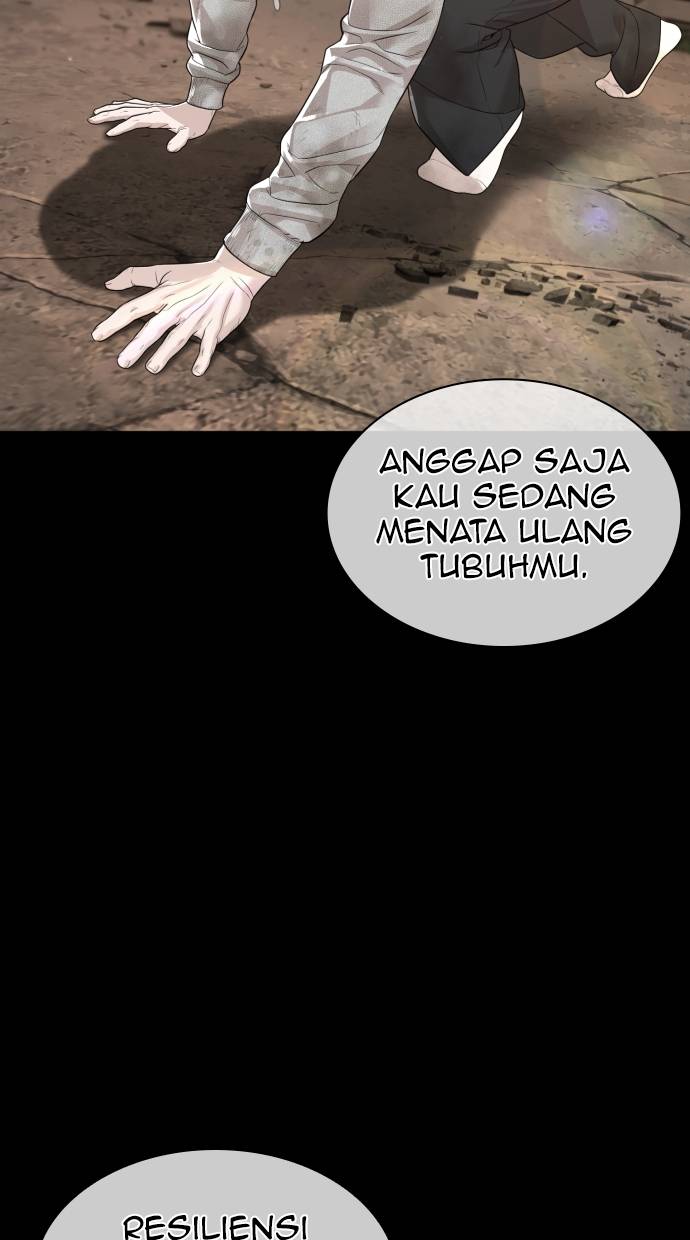 ANGGAP SAJA
KAU SEDANG
MENATA ULANG
TUBUHMU.
RESILIENSI